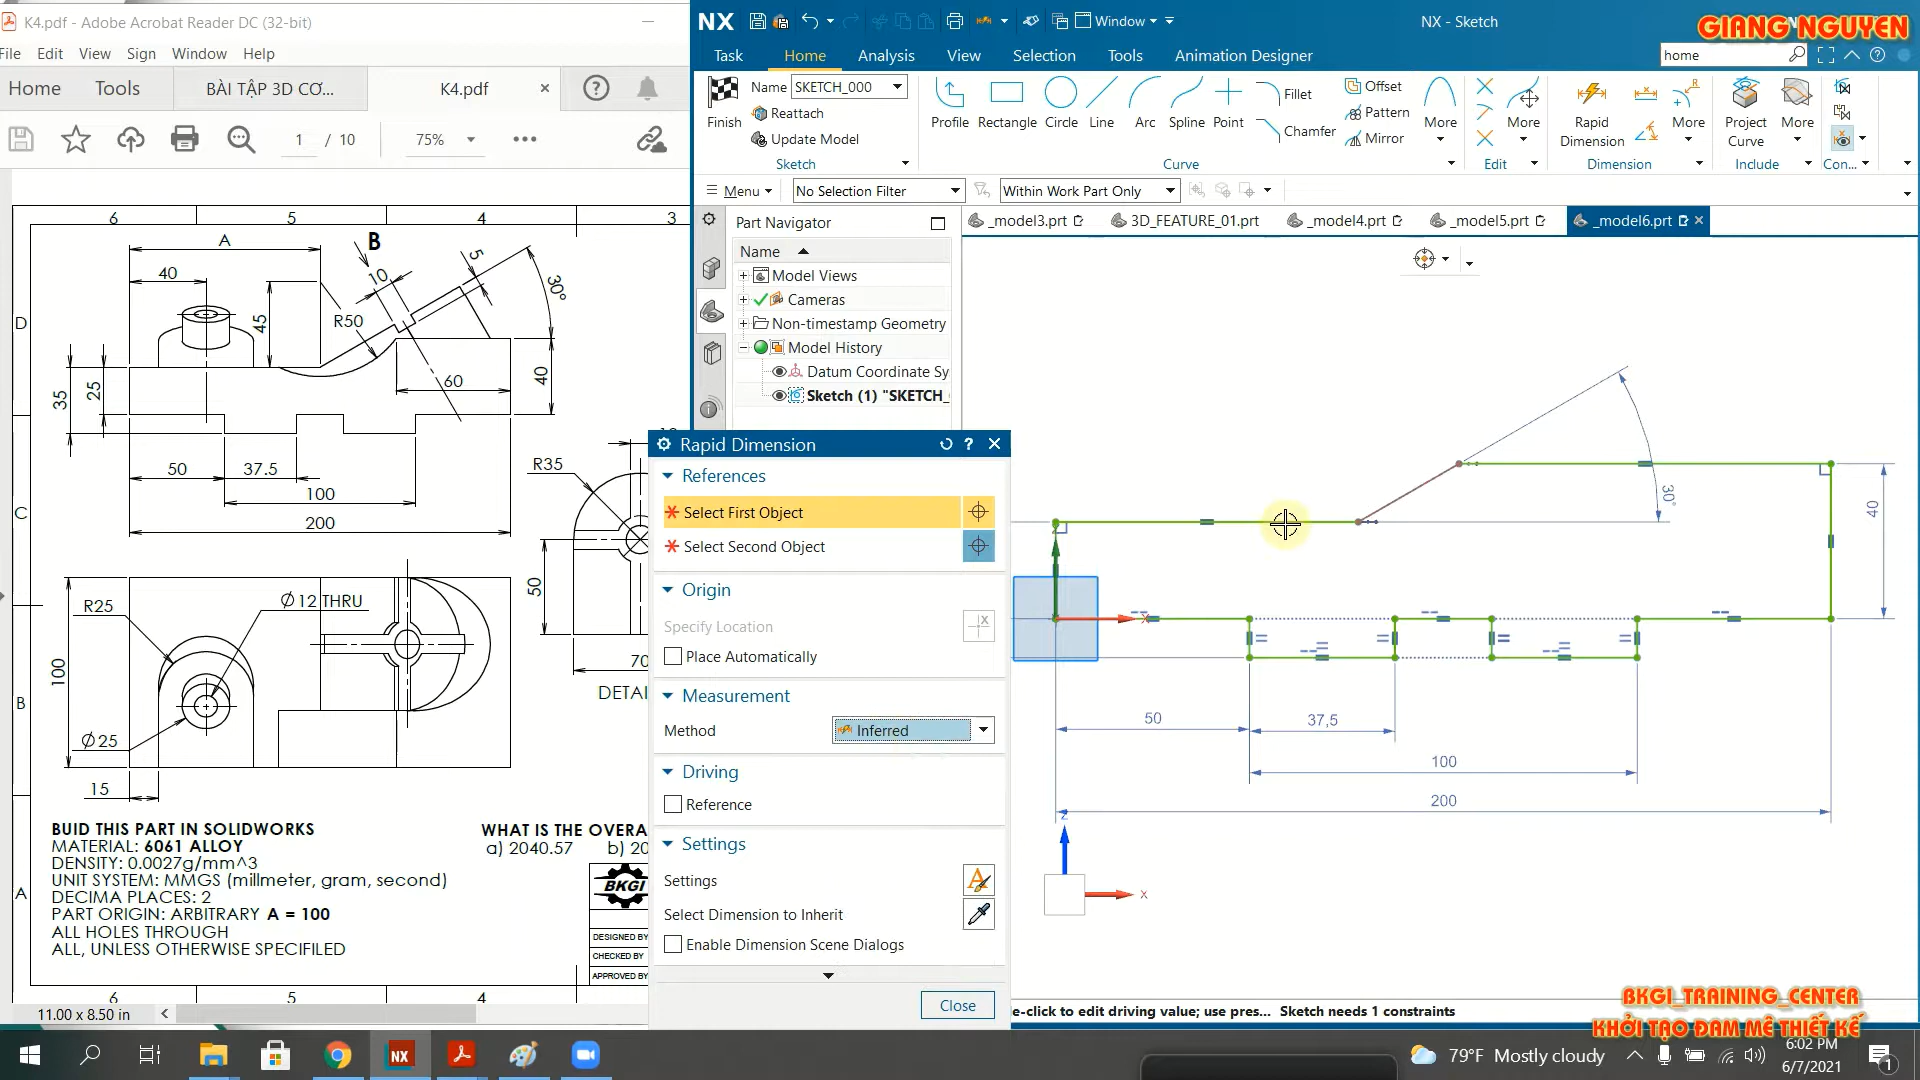 K4.pdf - Adobe Acrobat Reader DC (32-bit)
File Edit View Sign Window Help
Home Tools BÀI TẬP 3D CƠ... K4.pdf ×
1 / 10 75%
6 5 4 3
D
C
B
A
A
B
40
10
5
30°
45
R50
35
25
60
40
50
37.5
100
200
R35
50
70
DETAI
R25
Ø12 THRU
100
Ø25
15
BUID THIS PART IN SOLIDWORKS
MATERIAL: 6061 ALLOY
DENSITY: 0.0027g/mm^3
UNIT SYSTEM: MMGS (millmeter, gram, second)
DECIMA PLACES: 2
PART ORIGIN: ARBITRARY A = 100
ALL HOLES THROUGH
ALL, UNLESS OTHERWISE SPECIFILED
WHAT IS THE OVERA
a) 2040.57 b) 20
BKGI
DESIGNED BY
CHECKED BY
APPROVED BY
6 5 4
11.00 x 8.50 in
NX
Window
NX - Sketch
GIANG NGUYEN
Task Home Analysis View Selection Tools Animation Designer
home
Finish
Name SKETCH_000
Reattach
Update Model
Sketch
Profile Rectangle Circle Line Arc Spline Point
Fillet
Chamfer
Offset
Pattern
Mirror
More
Curve
More
Edit
Rapid Dimension
More
Dimension
Project Curve
More
Include
Con...
Menu No Selection Filter Within Work Part Only
Part Navigator
Name
Model Views
Cameras
Non-timestamp Geometry
Model History
Datum Coordinate Sy
Sketch (1) "SKETCH_
_model3.prt 3D_FEATURE_01.prt _model4.prt _model5.prt _model6.prt ×
Rapid Dimension
References
Select First Object
Select Second Object
Origin
Specify Location
Place Automatically
Measurement
Method Inferred
Driving
Reference
Settings
Settings
Select Dimension to Inherit
Enable Dimension Scene Dialogs
Close
30°
40
X
50
37,5
100
200
Z
X
le-click to edit driving value; use pres... Sketch needs 1 constraints
BKGI_TRAINING_CENTER
KHỞI TẠO ĐAM MÊ THIẾT KẾ
NX
79°F Mostly cloudy
6:02 PM
6/7/2021
1